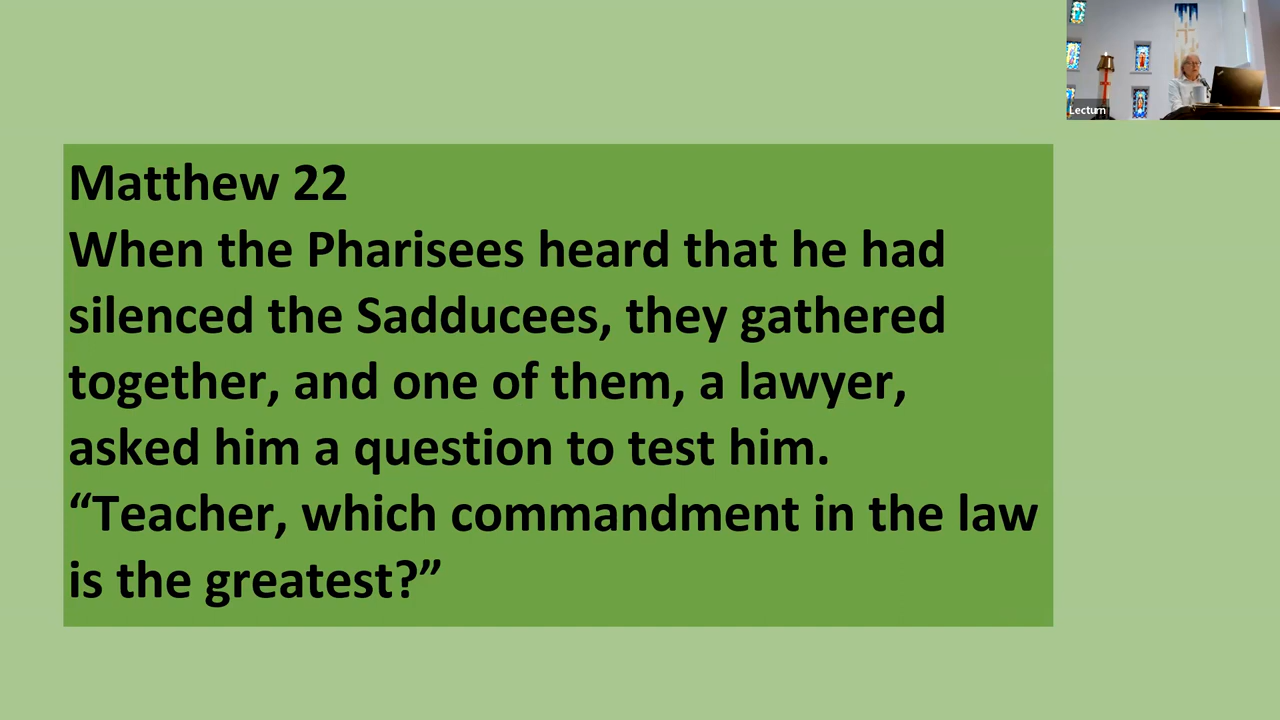 Lectum
Matthew 22
When the Pharisees heard that he had
silenced the Sadducees, they gathered
together, and one of them, a lawyer,
asked him a question to test him.
“Teacher, which commandment in the law
is the greatest?”